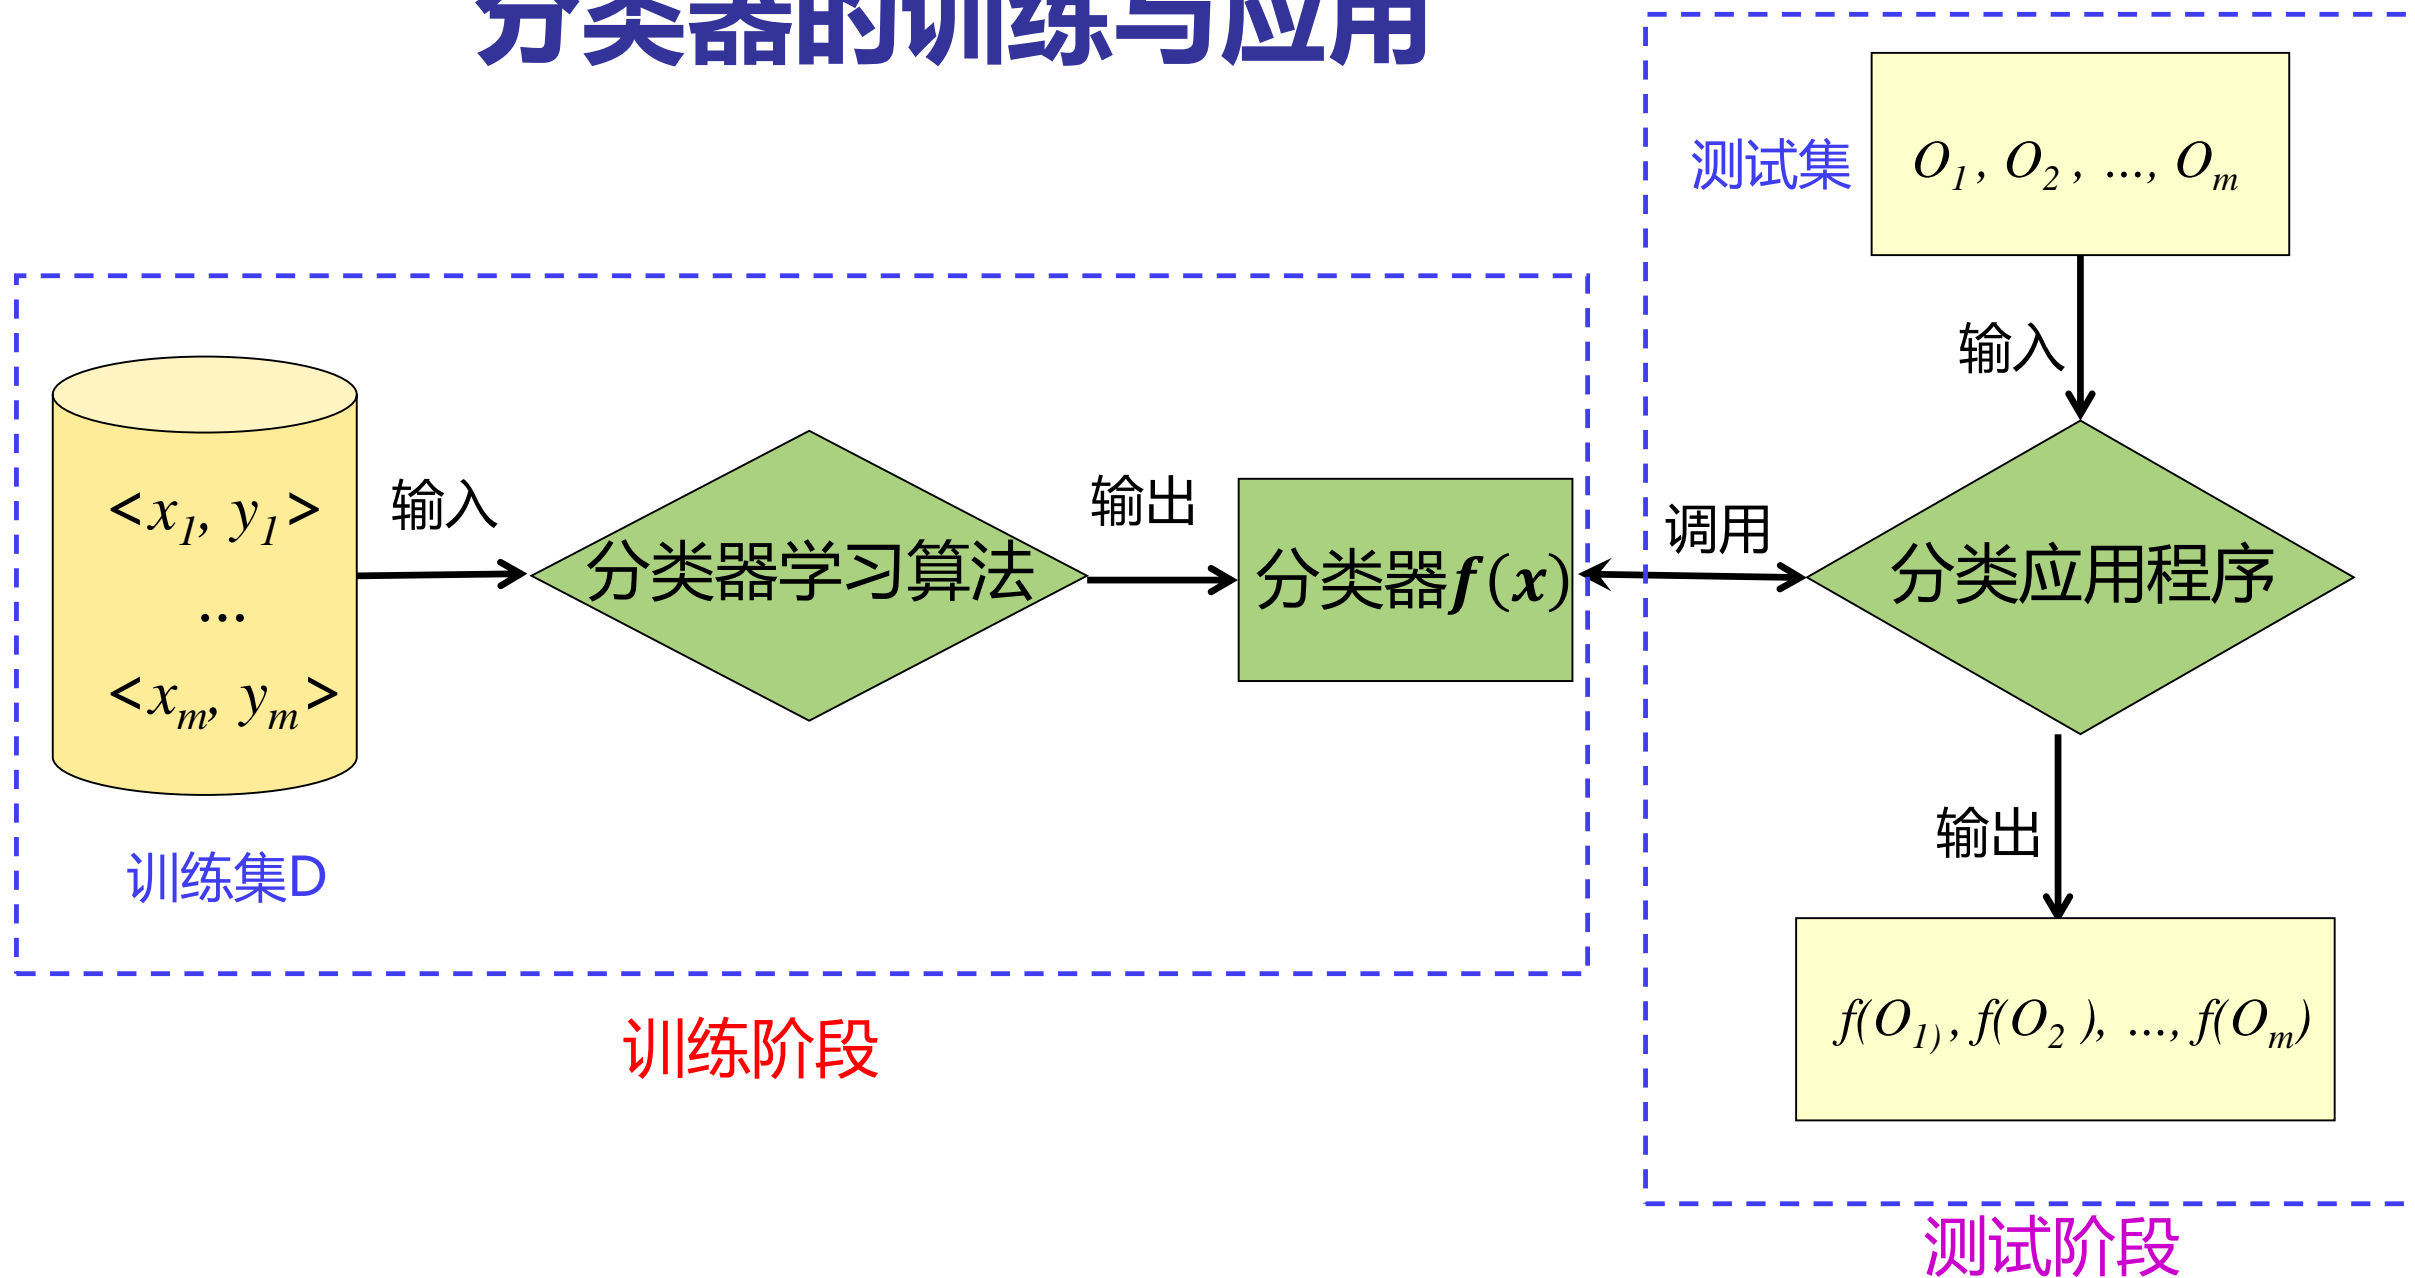 分类器的训练与应用
<x1, y1>
...
<xm, ym>
训练集D
输入
分类器学习算法
输出
分类器f(x)
训练阶段
调用
测试集
O1, O2, ..., Om
输入
分类应用程序
输出
f(O1), f(O2), ..., f(Om)
测试阶段